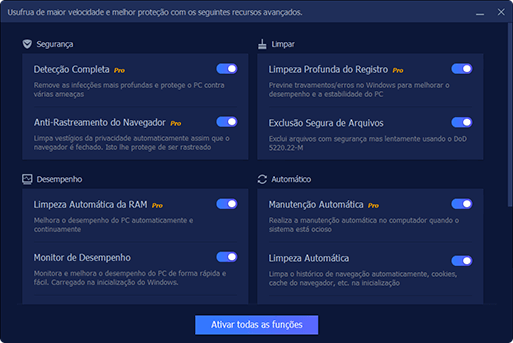 Usufrua de maior velocidade e melhor proteção com os seguintes recursos avançados.
Segurança
Detecção Completa Pro
Remove as infecções mais profundas e protege o PC contra
várias ameaças
Anti-Rastreamento do Navegador Pro
Limpa vestígios da privacidade automaticamente assim que o
navegador é fechado. Isto lhe protege de ser rastreado
Limpar
Limpeza Profunda do Registro Pro
Previne travamentos/erros no Windows para melhorar o
desempenho e a estabilidade do PC
Exclusão Segura de Arquivos
Exclui arquivos com segurança mas lentamente usando o DoD
5220.22-M
Desempenho
Limpeza Automática da RAM Pro
Melhora o desempenho do PC automaticamente e
continuamente
Monitor de Desempenho
Monitora e melhora o desempenho do PC de forma rápida e
fácil. Carregado na inicialização do Windows.
Automático
Manutenção Automática Pro
Realiza a manutenção automática no computador quando o
sistema está ocioso
Limpeza Automática
Limpa o histórico de navegação automaticamente, cookies,
cache do navegador, etc. na inicialização
Ativar todas as funções